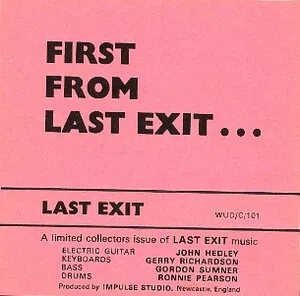 FIRST
FROM
LAST EXIT...
LAST EXIT WUD/C/101
A limited collectors issue of LAST EXIT music
ELECTRIC GUITAR JOHN HEDLEY
KEYBOARDS GERRY RICHARDSON
BASS GORDON SUMNER
DRUMS RONNIE PEARSON
Produced by IMPULSE STUDIO, Newcastle, England